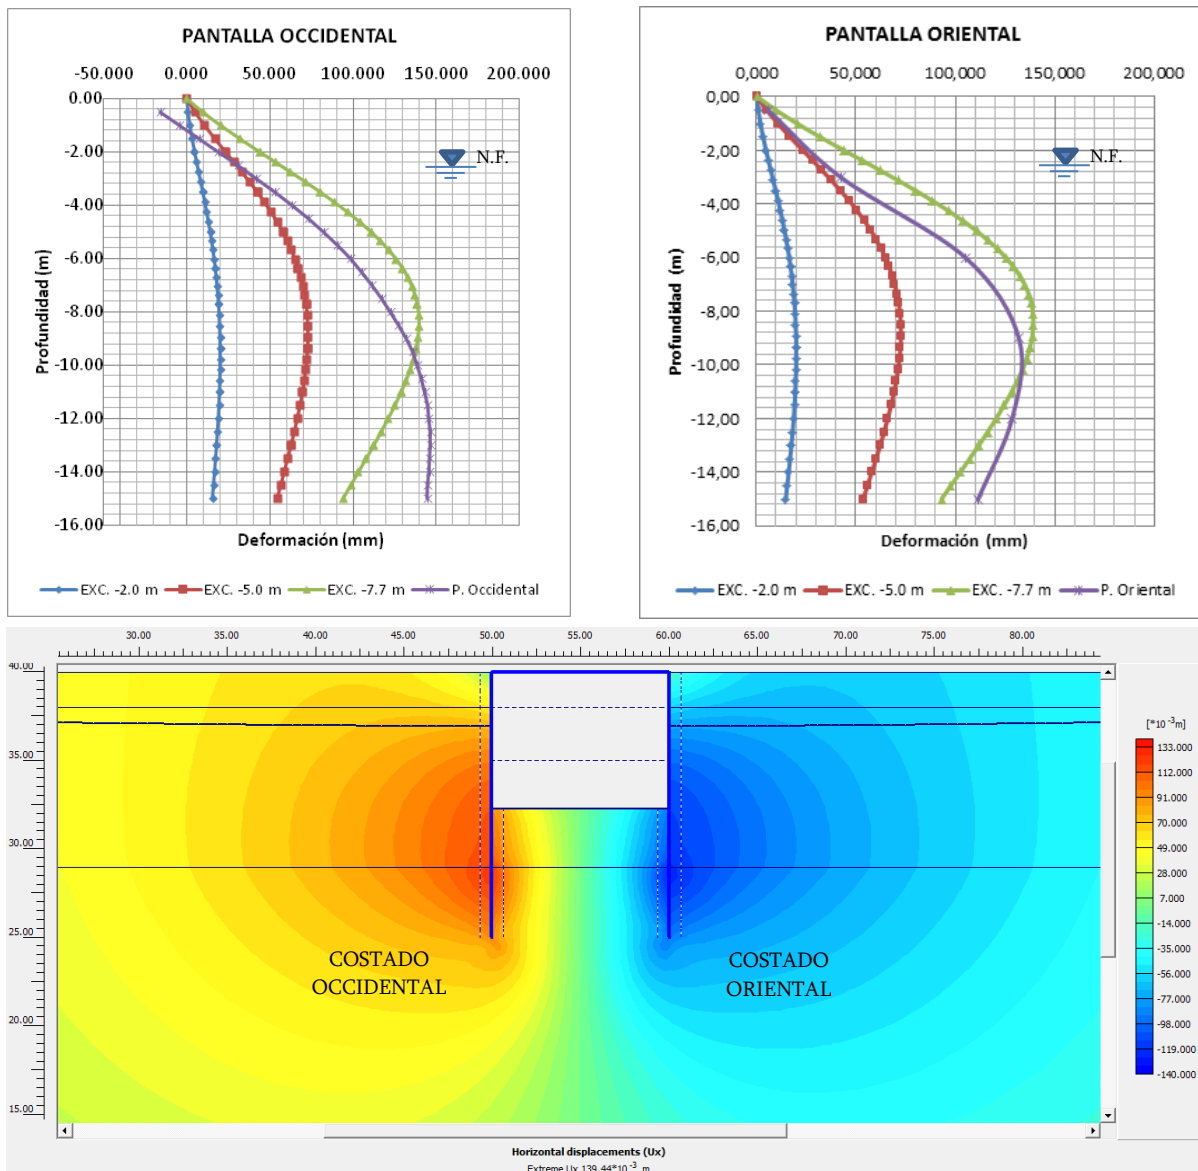 PANTALLA OCCIDENTAL
-50.000 0.000 50.000 100.000 150.000 200.000
0.00
-2.00
-4.00
-6.00
-8.00
-10.00
-12.00
-14.00
-16.00
Profundidad (m)
N.F.
Deformación (mm)
EXC. -2.0 m EXC. -5.0 m EXC. -7.7 m P. Occidental
PANTALLA ORIENTAL
0,000 50,000 100,000 150,000 200,000
0,00
-2,00
-4,00
-6,00
-8,00
-10,00
-12,00
-14,00
-16,00
Profundidad (m)
N.F.
Deformación (mm)
EXC. -2.0 m EXC. -5.0 m EXC. -7.7 m P. Oriental
30.00 35.00 40.00 45.00 50.00 55.00 60.00 65.00 70.00 75.00 80.00
40.00
35.00
30.00
25.00
20.00
15.00
COSTADO
OCCIDENTAL
COSTADO
ORIENTAL
[*10 -3 m]
133.000
112.000
91.000
70.000
49.000
28.000
7.000
-14.000
-35.000
-56.000
-77.000
-98.000
-119.000
-140.000
Horizontal displacements (Ux)
Extreme Ux 139.44*10 -3 m